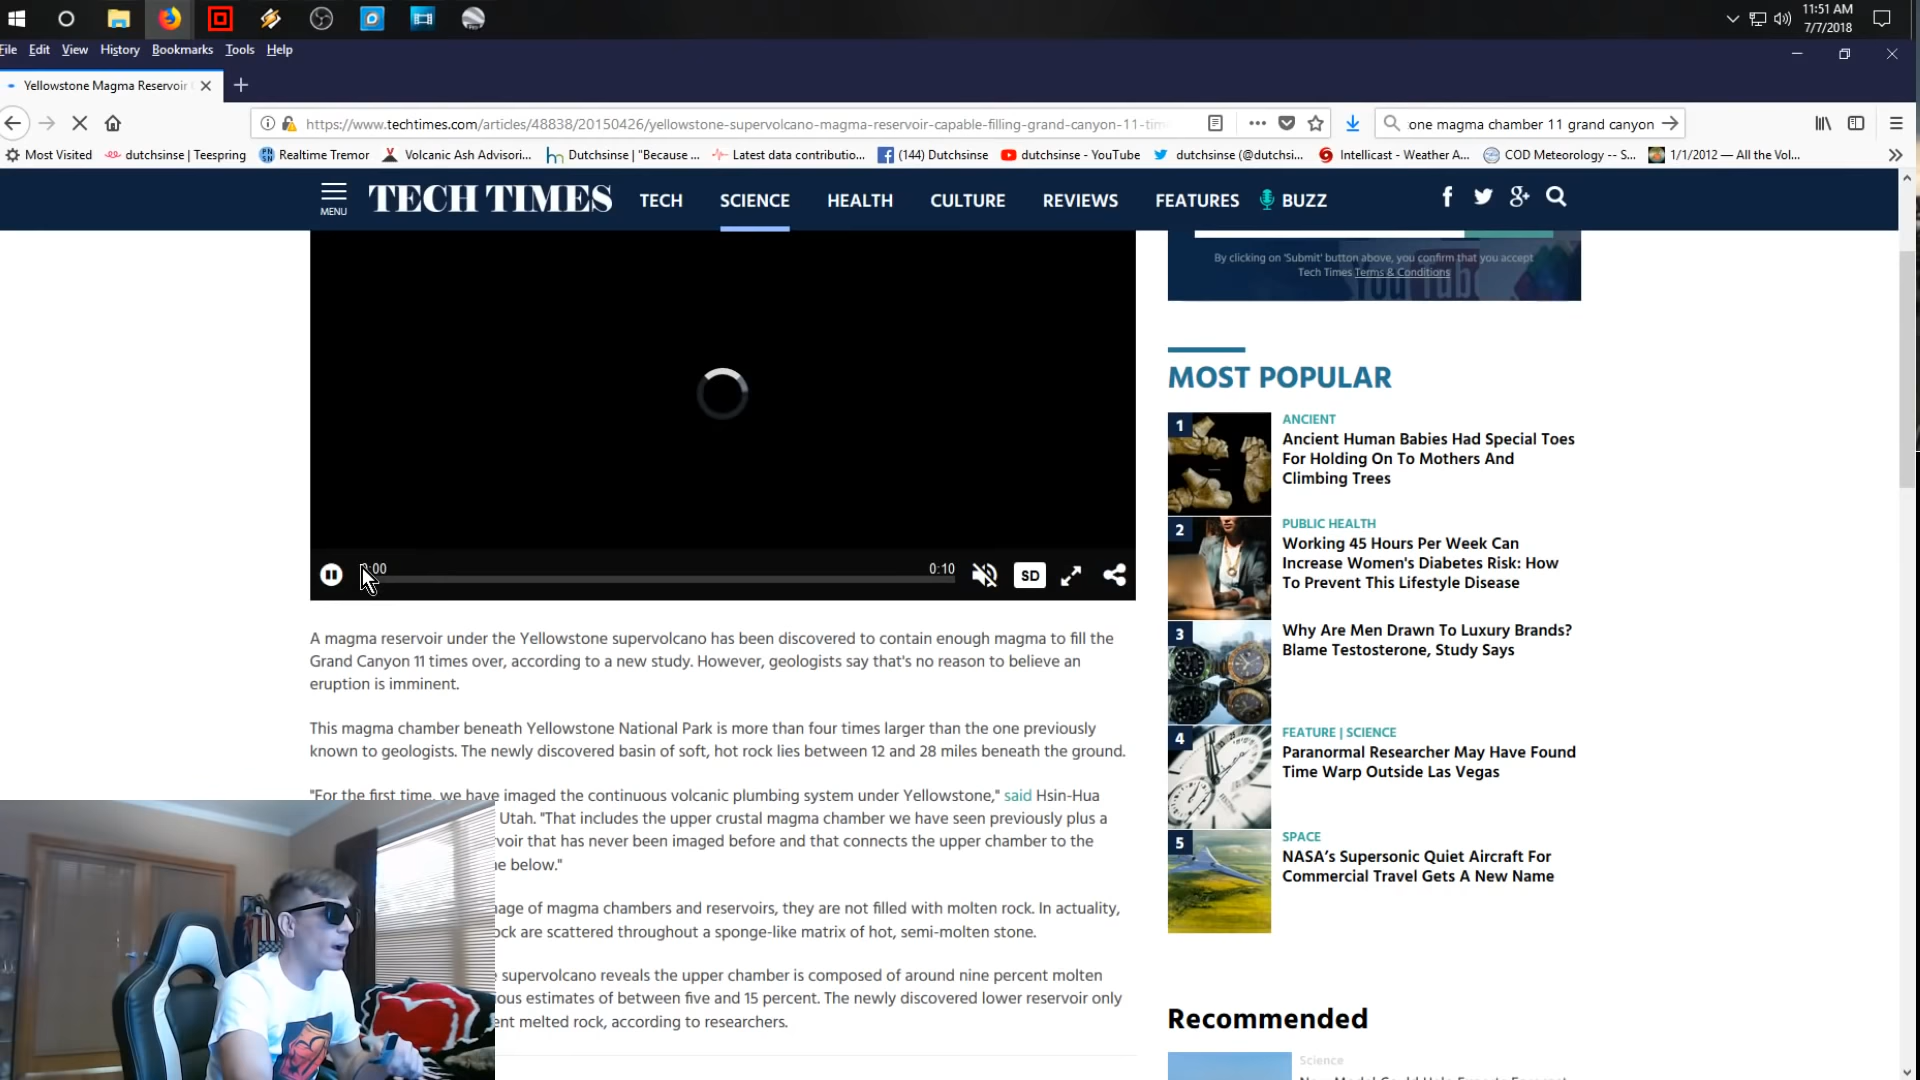 11:51 AM
7/7/2018
File Edit View History Bookmarks Tools Help
Yellowstone Magma Reservoir
https://www.techtimes.com/articles/48838/20150426/yellowstone-supervolcano-magma-reservoir-capable-filling-grand-canyon-11-tim
one magma chamber 11 grand canyon
Most Visited dutchsinse | Teespring Realtime Tremor Volcanic Ash Advisori... Dutchsinse | "Because ... Latest data contributio... (144) Dutchsinse dutchsinse - YouTube dutchsinse (@dutchsi... Intellicast - Weather A... COD Meteorology -- S... 1/1/2012 — All the Vol...
MENU
TECH TIMES TECH SCIENCE HEALTH CULTURE REVIEWS FEATURES BUZZ
By clicking on 'Submit' button above, you confirm that you accept
Tech Times Terms & Conditions
YouTube
0:00
0:10
SD
A magma reservoir under the Yellowstone supervolcano has been discovered to contain enough magma to fill the
Grand Canyon 11 times over, according to a new study. However, geologists say that's no reason to believe an
eruption is imminent.
This magma chamber beneath Yellowstone National Park is more than four times larger than the one previously
known to geologists. The newly discovered basin of soft, hot rock lies between 12 and 28 miles beneath the ground.
"For the first time, we have imaged the continuous volcanic plumbing system under Yellowstone," said Hsin-Hua
Utah. "That includes the upper crustal magma chamber we have seen previously plus a
voir that has never been imaged before and that connects the upper chamber to the
e below."
age of magma chambers and reservoirs, they are not filled with molten rock. In actuality,
ock are scattered throughout a sponge-like matrix of hot, semi-molten stone.
supervolcano reveals the upper chamber is composed of around nine percent molten
ous estimates of between five and 15 percent. The newly discovered lower reservoir only
ent melted rock, according to researchers.
MOST POPULAR
1
ANCIENT
Ancient Human Babies Had Special Toes
For Holding On To Mothers And
Climbing Trees
2
PUBLIC HEALTH
Working 45 Hours Per Week Can
Increase Women's Diabetes Risk: How
To Prevent This Lifestyle Disease
3
Why Are Men Drawn To Luxury Brands?
Blame Testosterone, Study Says
4
FEATURE | SCIENCE
Paranormal Researcher May Have Found
Time Warp Outside Las Vegas
5
SPACE
NASA's Supersonic Quiet Aircraft For
Commercial Travel Gets A New Name
Recommended
Science